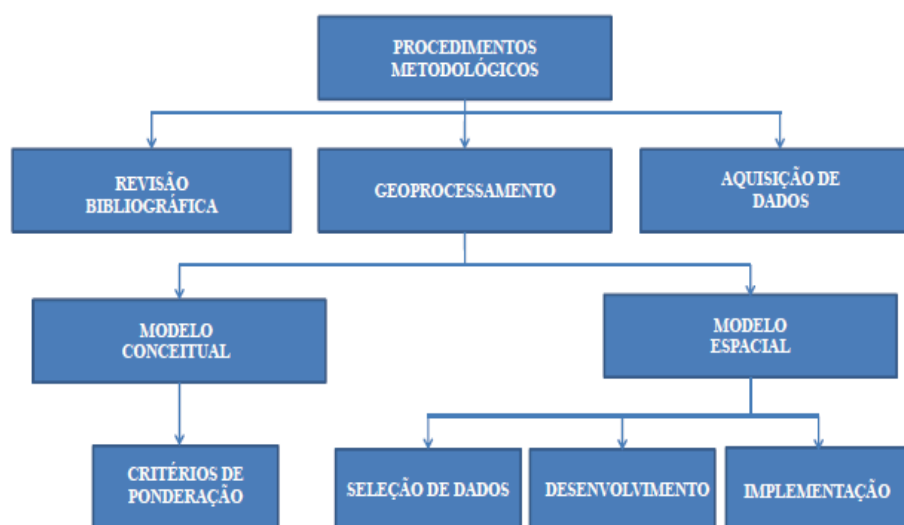 PROCEDIMENTOS
METODOLÓGICOS
REVISÃO
BIBLIOGRÁFICA
GEOPROCESSAMENTO
AQUISIÇÃO DE
DADOS
MODELO
CONCEITUAL
MODELO
ESPACIAL
CRITÉRIOS DE
PONDERAÇÃO
SELEÇÃO DE DADOS
DESENVOLVIMENTO
IMPLEMENTAÇÃO